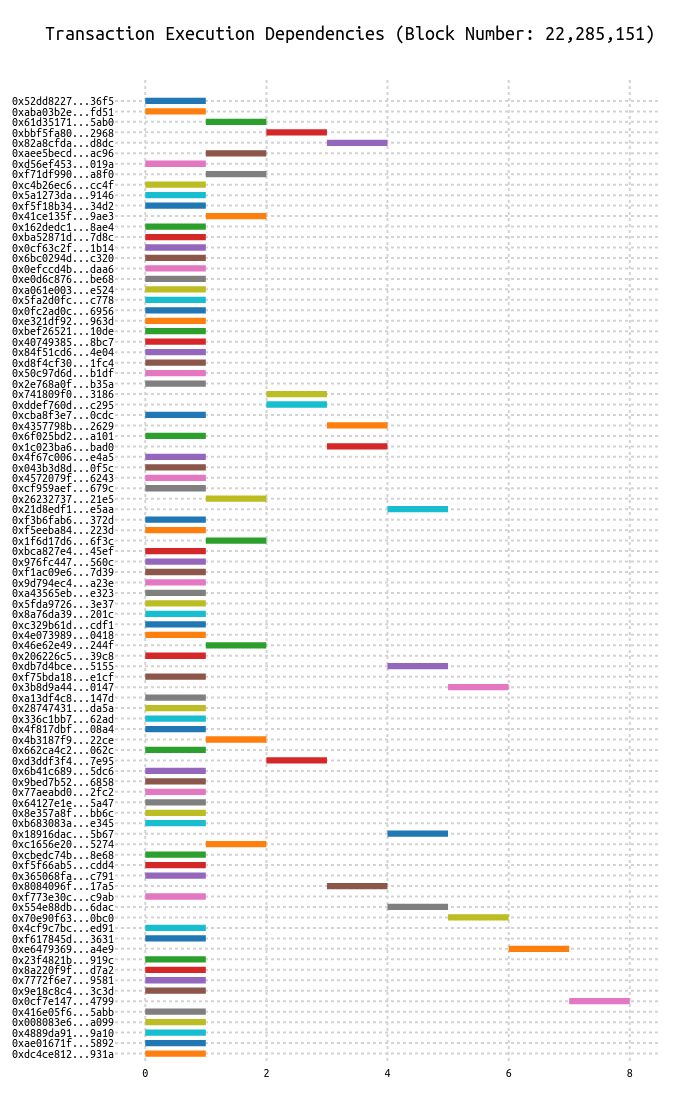 Transaction Execution Dependencies (Block Number: 22,285,151)
0x52dd8227...36f5
0xaba03b2e...fd51
0x61d35171...5ab0
0xbbf5fa80...2968
0x82a8cfda...d8dc
0xaee5becd...ac96
0xd56ef453...019a
0xf71df990...a8f0
0xc4b26ec6...cc4f
0x5a1273da...9146
0xf5f18b34...34d2
0x41ce135f...9ae3
0x162dedc1...8ae4
0xba52871d...7d8c
0x0cf63c2f...1b14
0x6bc0294d...c320
0x0efccd4b...daa6
0xe0d6c876...be68
0xa061e003...e524
0x5fa2d0fc...c778
0x0fc2ad0c...6956
0xe321df92...963d
0xbef26521...10de
0x40749385...8bc7
0x84f51cd6...4e04
0xd8f4cf30...1fc4
0x50c97d6d...b1df
0x2e768a0f...b35a
0x741809f0...3186
0xddef760d...c295
0xcba8f3e7...0cdc
0x4357798b...2629
0x6f025bd2...a101
0x1c023ba6...bad0
0x4f67c006...e4a5
0x043b3d8d...0f5c
0x4572079f...6243
0xcf959aef...679c
0x26232737...21e5
0x21d8edf1...e5aa
0xf3b6fab6...372d
0xf5eeba84...223d
0x1f6d17d6...6f3c
0xbca827e4...45ef
0x976fc447...560c
0xf1ac09e6...7d39
0x9d794ec4...a23e
0xa43565eb...e323
0x5fda9726...3e37
0x8a76da39...201c
0xc329b61d...cdf1
0x4e073989...0418
0x46e62e49...244f
0x206226c5...39c8
0xdb7d4bce...5155
0xf75bda18...e1cf
0x3b8d9a44...0147
0xa13df4c8...147d
0x28747431...da5a
0x336c1bb7...62ad
0x4f817dbf...08a4
0x4b3187f9...22ce
0x662ca4c2...062c
0xd3ddf3f4...7e95
0x6b41c689...5dc6
0x9bed7b52...6858
0x77aeabd0...2fc2
0x64127e1e...5a47
0x8e357a8f...bb6c
0xb683083a...e345
0x18916dac...5b67
0xc1656e20...5274
0xcbedc74b...8e68
0xf5f66ab5...cdd4
0x365068fa...c791
0x8084096f...17a5
0xf773e30c...c9ab
0x554e88db...6dac
0x70e90f63...0bc0
0x4cf9c7bc...ed91
0xf617845d...3631
0xe6479369...a4e9
0x23f4821b...919c
0x8a220f9f...d7a2
0x7772f6e7...9581
0x9e18c8c4...3c3d
0x0cf7e147...4799
0x416e05f6...5abb
0x008083e6...a099
0x4889da91...9a10
0xae01671f...5892
0xdc4ce812...931a
0 2 4 6 8